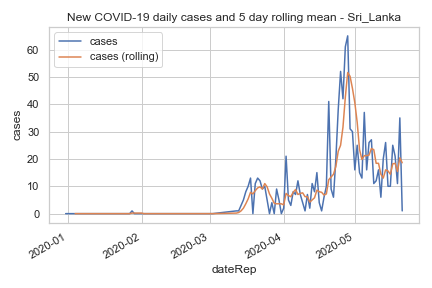 New COVID-19 daily cases and 5 day rolling mean - Sri_Lanka
cases
cases (rolling)
60
50
40
30
20
10
0
cases
2020-01
2020-02
2020-03
2020-04
2020-05
dateRep